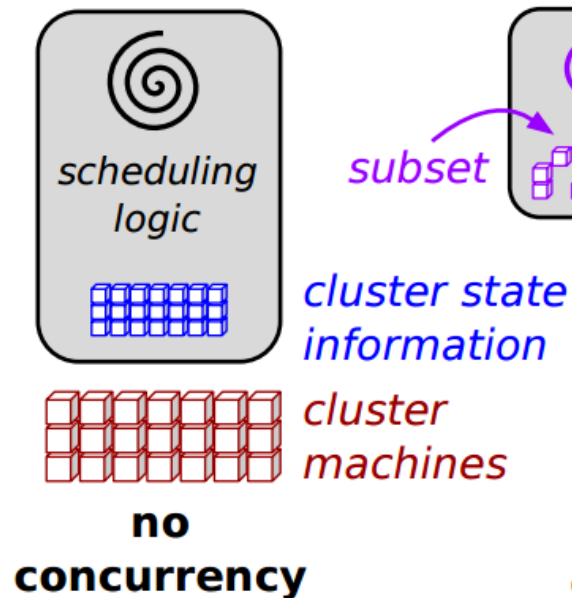 scheduling
logic
subset
cluster state
information
cluster
machines
no
concurrency